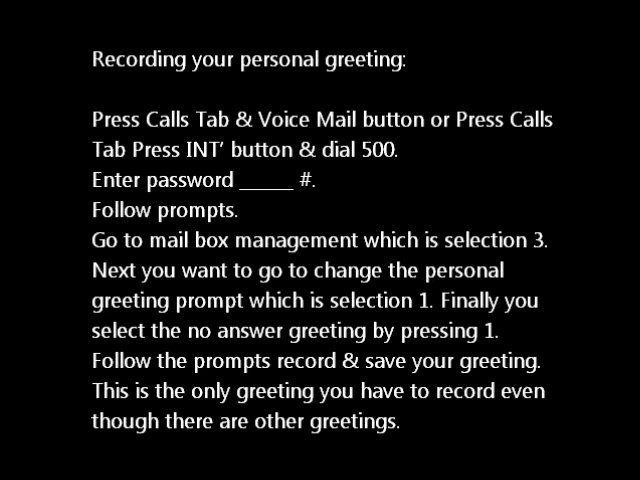 Recording your personal greeting:
Press Calls Tab & Voice Mail button or Press Calls
Tab Press INT’ button & dial 500.
Enter password _____ #.
Follow prompts.
Go to mail box management which is selection 3.
Next you want to go to change the personal
greeting prompt which is selection 1. Finally you
select the no answer greeting by pressing 1.
Follow the prompts record & save your greeting.
This is the only greeting you have to record even
though there are other greetings.